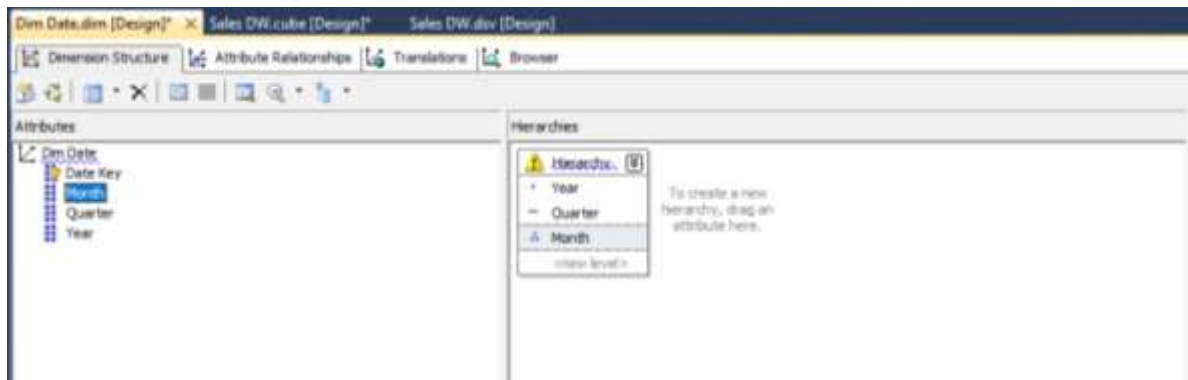 Dim Date.dim [Design]* Sales DW.cube [Design]* Sales DW.dsv [Design]
Dimension Structure Attribute Relationships Translations Browser
Attributes
Hierarchies
Dim Date
Date Key
Month
Quarter
Year
Hierarchy..
Year
Quarter
Month
<new level>
To create a new
hierarchy, drag an
attribute here.